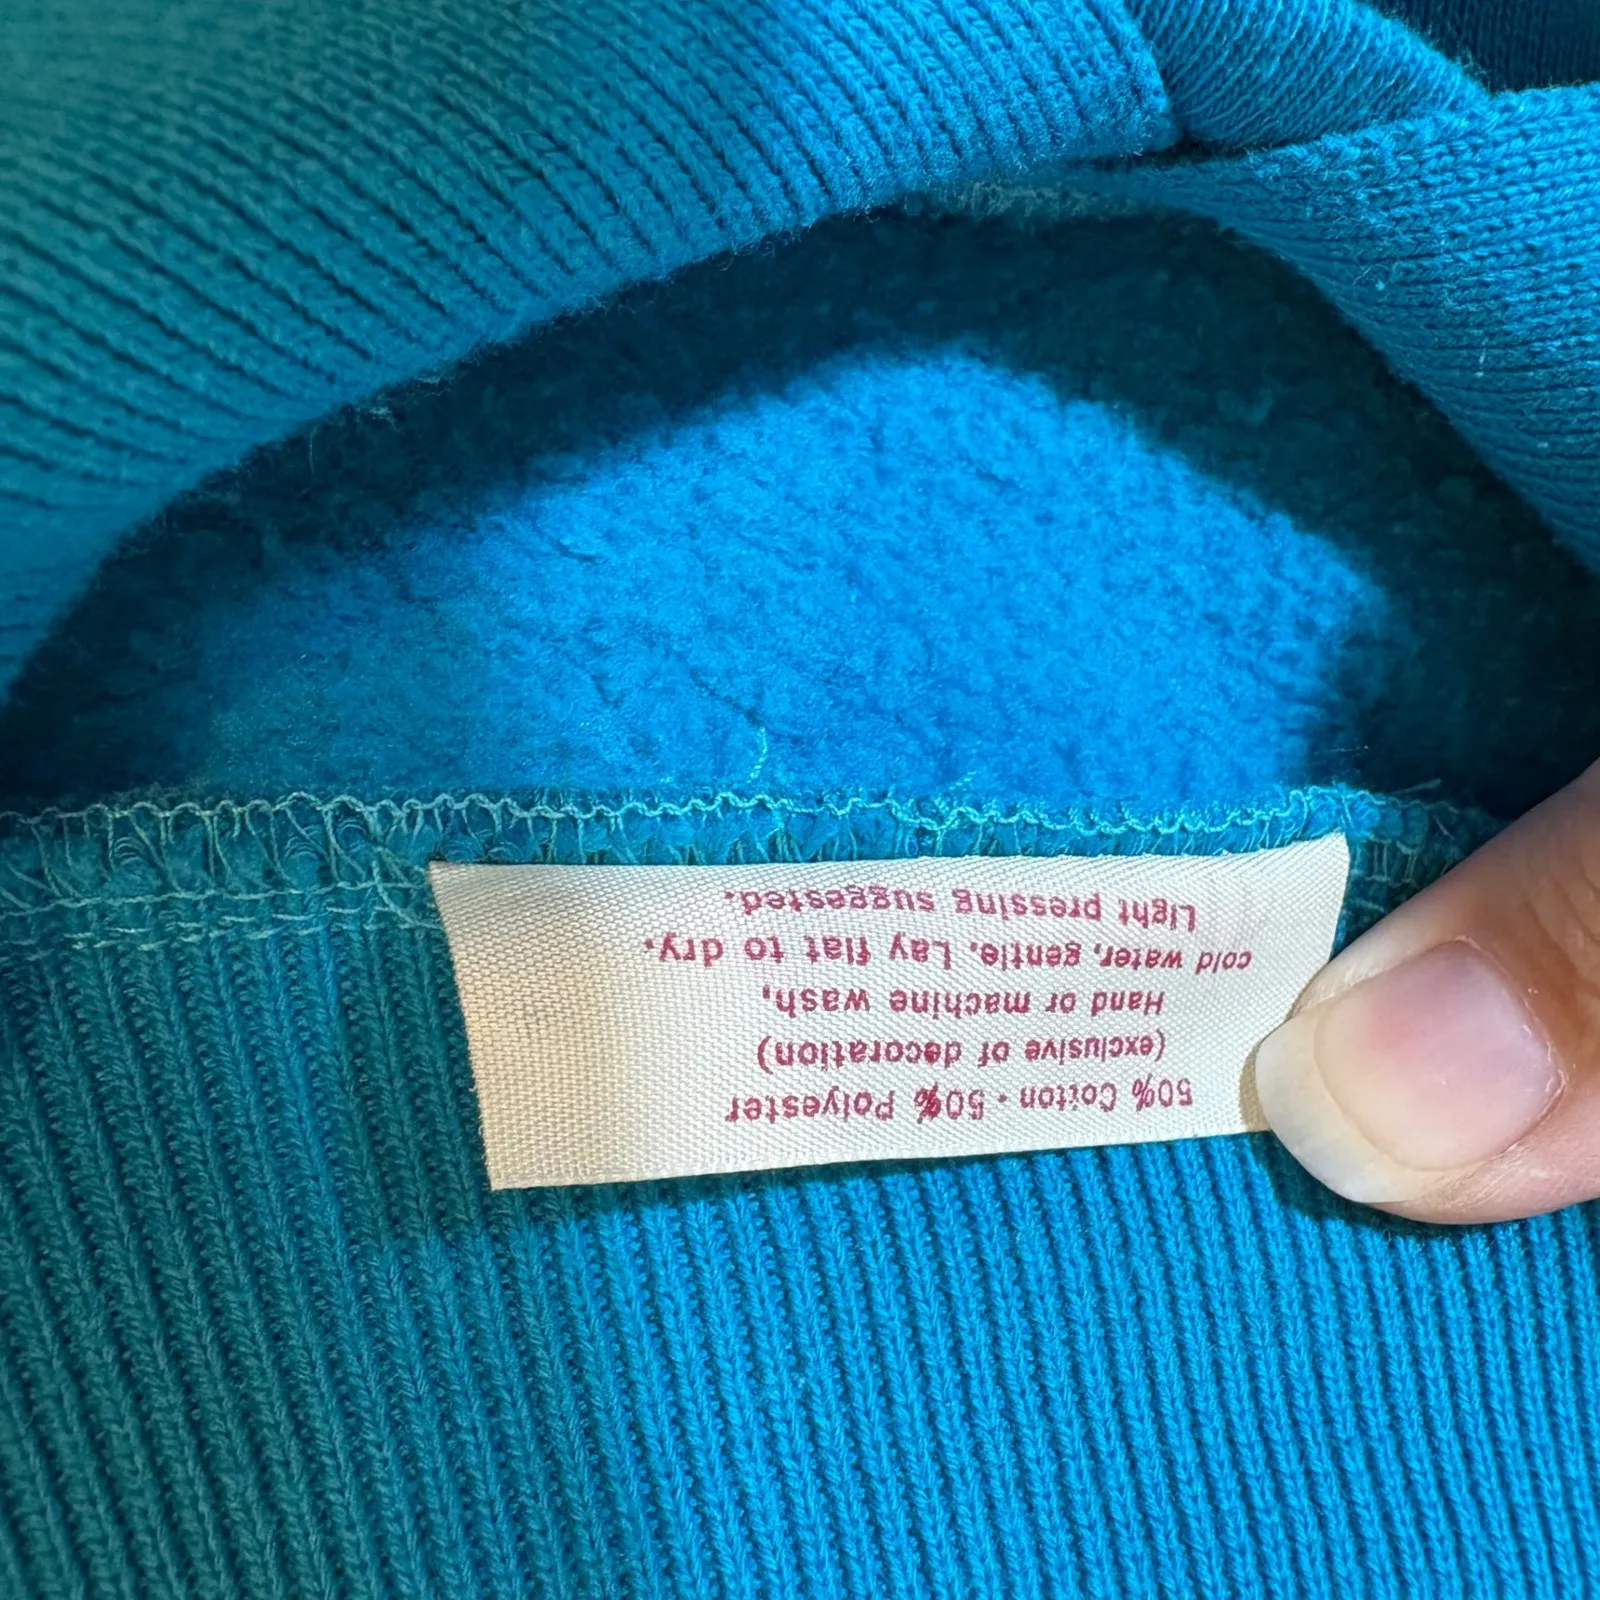 50% Cotton · 50% Polyester
(exclusive of decoration)
Hand or machine wash,
cold water, gentle. Lay flat to dry.
Light pressing suggested.